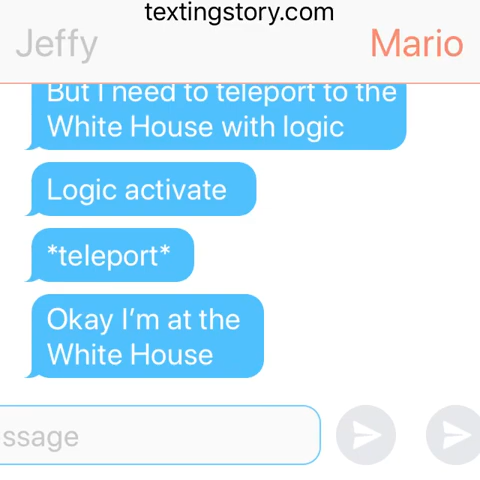 textingstory.com
Jeffy
Mario
But I need to teleport to the
White House with logic
Logic activate
*teleport*
Okay I’m at the
White House
ssage